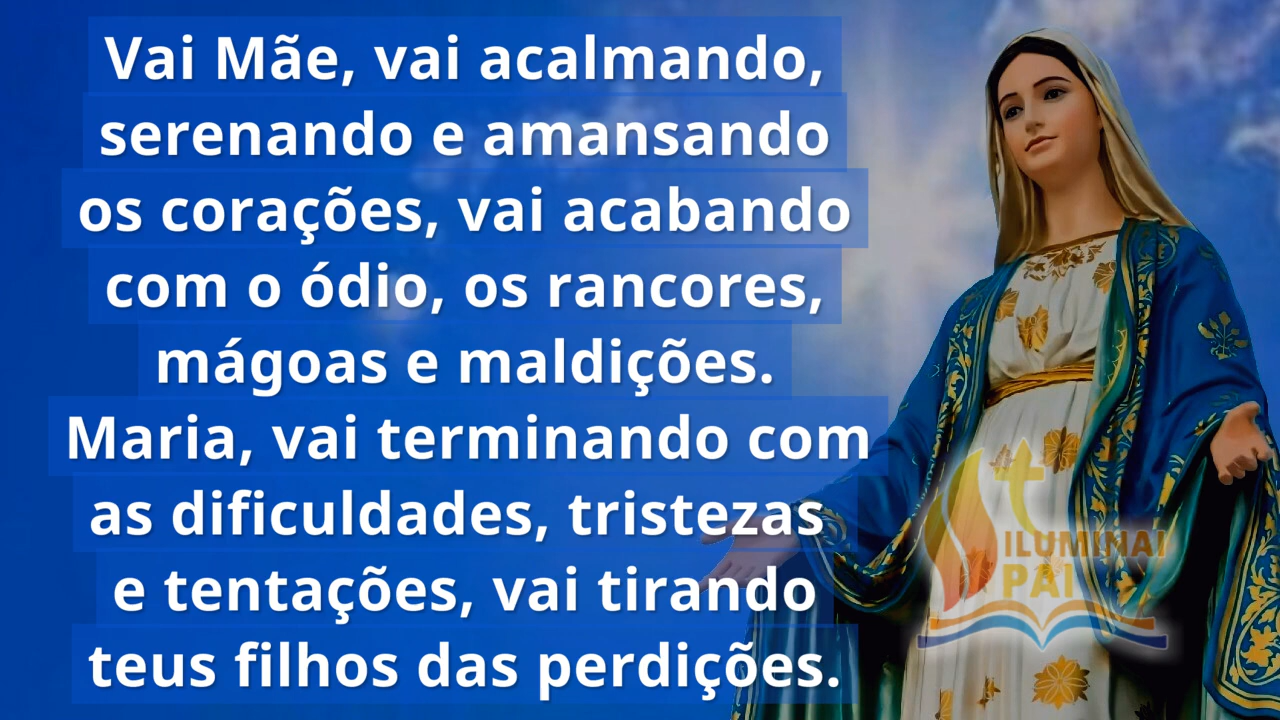 Vai Mãe, vai acalmando,
serenando e amansando
os corações, vai acabando
com o ódio, os rancores,
mágoas e maldições.
Maria, vai terminando com
as dificuldades, tristezas
e tentações, vai tirando
teus filhos das perdições.
ILUMINAI
PAI